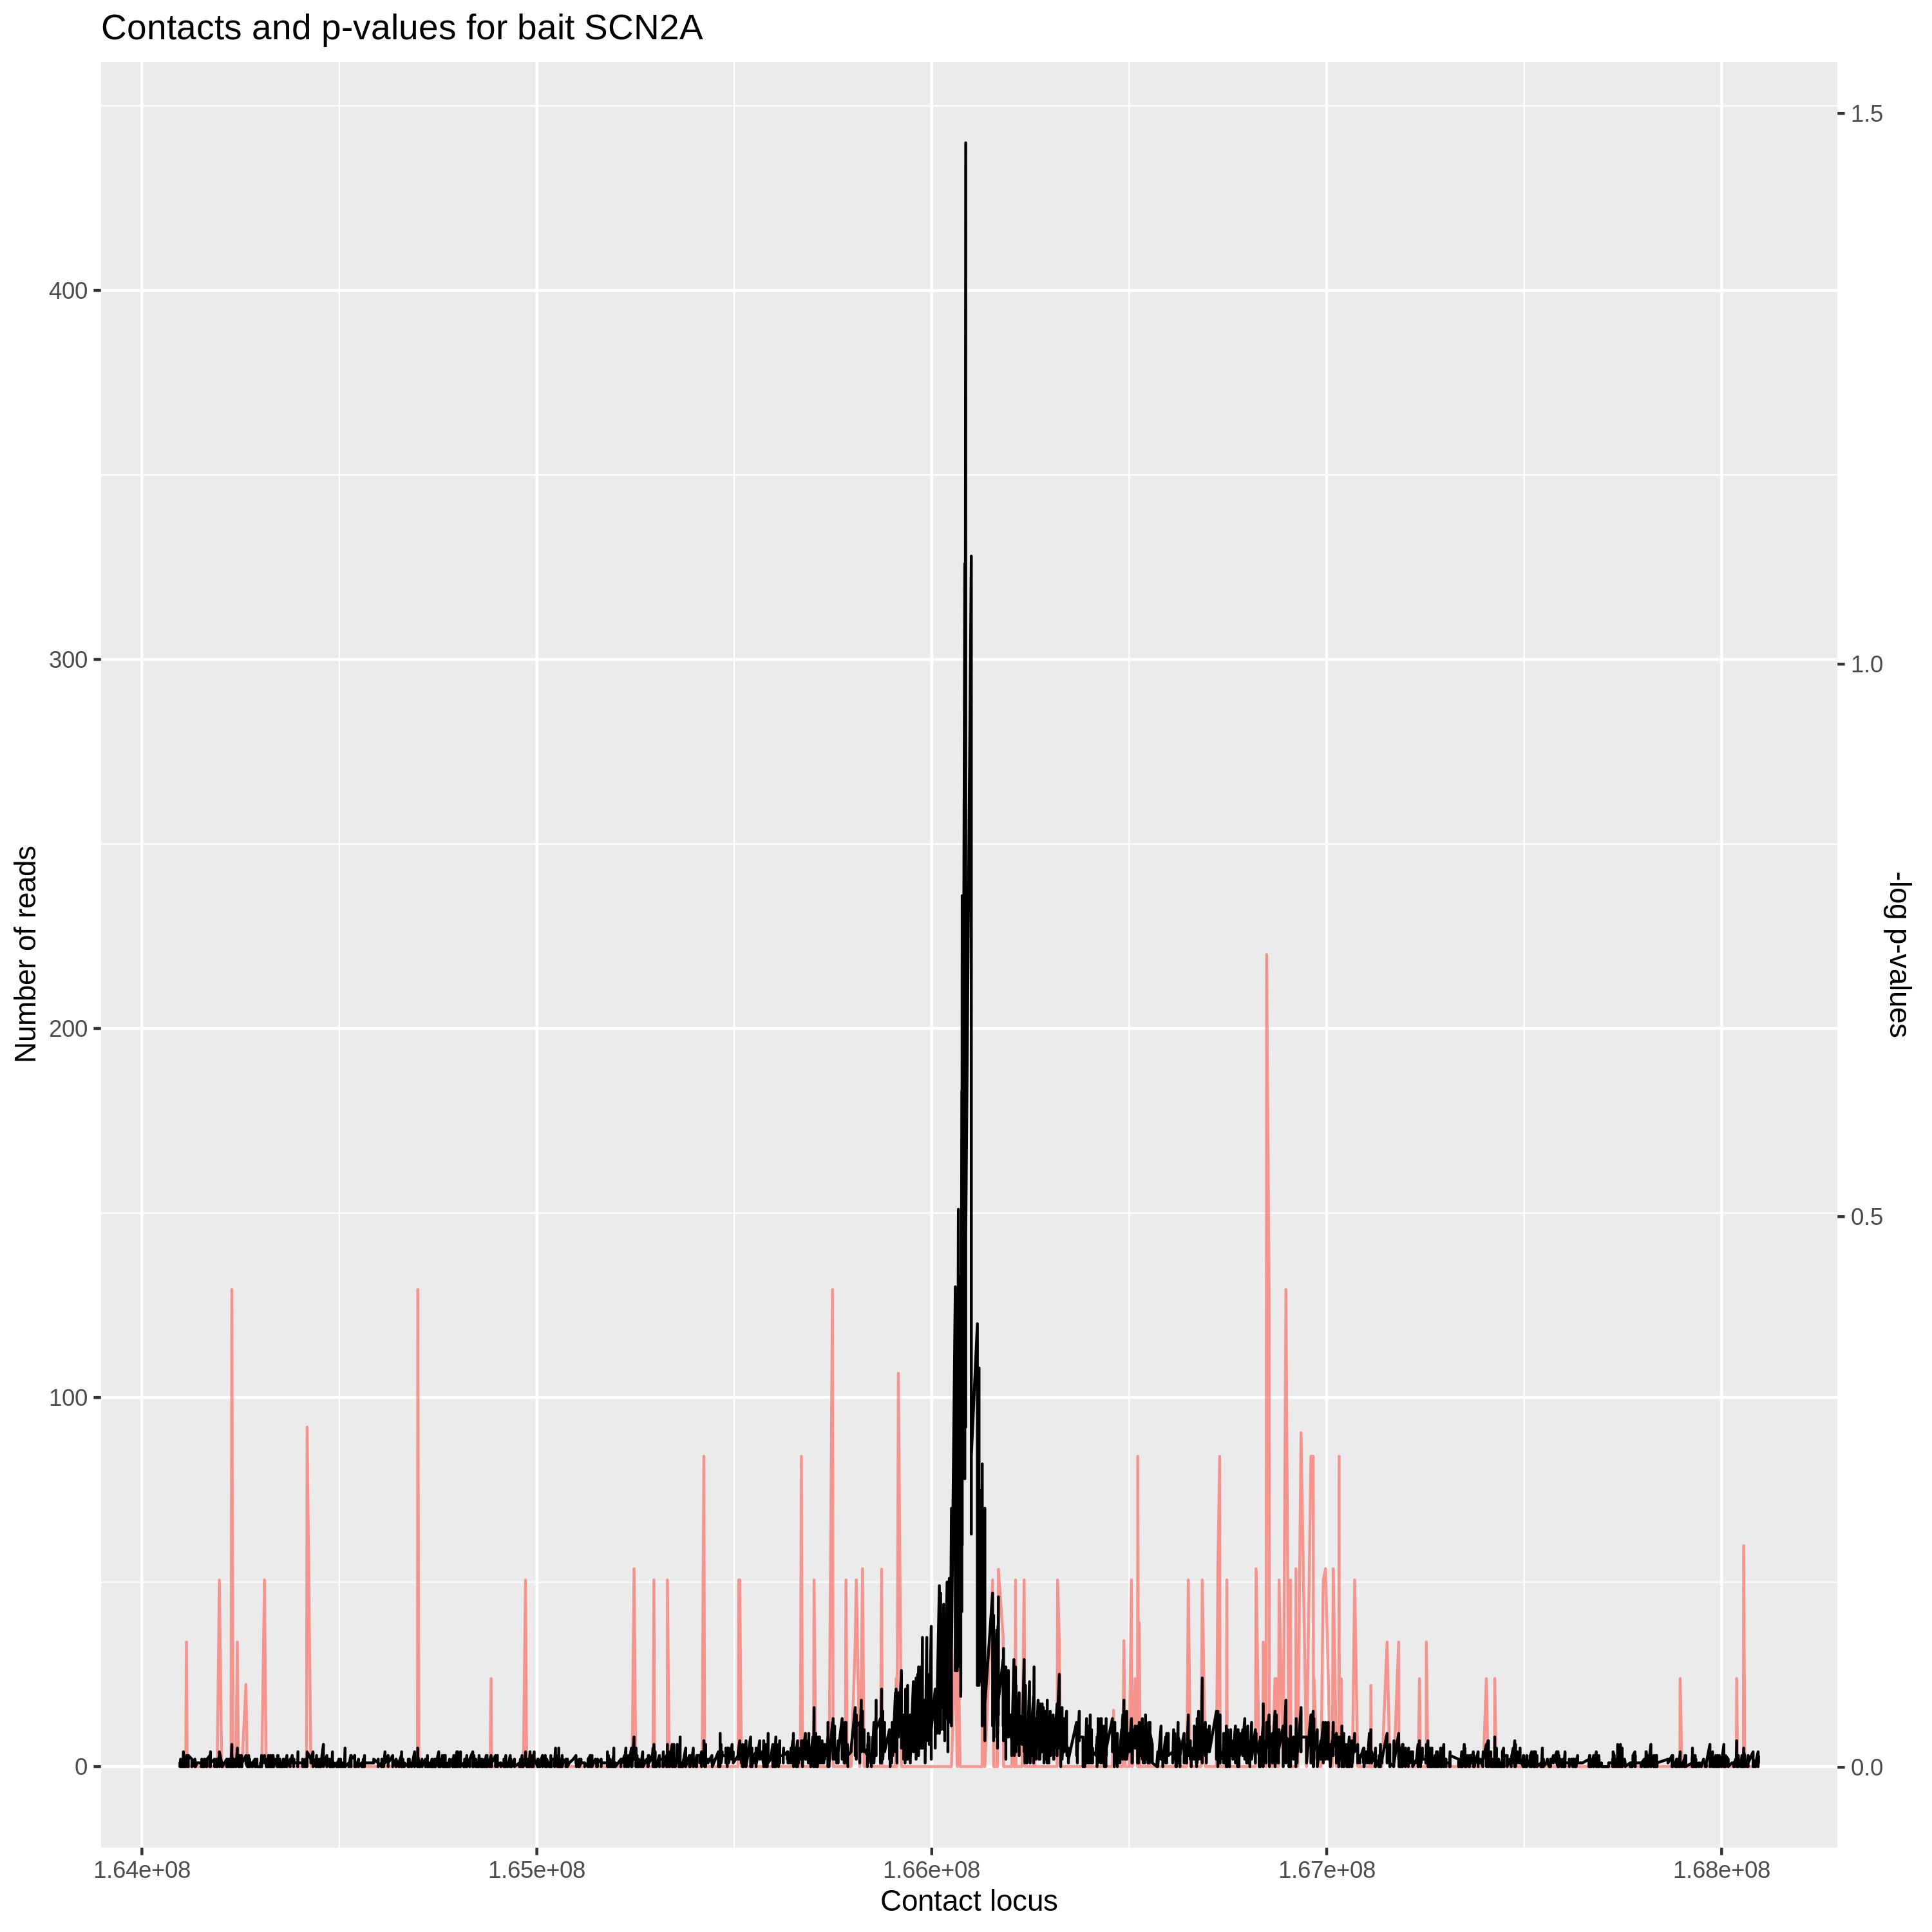 Contacts and p-values for bait SCN2A
Number of reads
400
300
200
100
0
1.5
1.0
0.5
0.0
-log p-values
1.64e+08 1.65e+08 1.66e+08 1.67e+08 1.68e+08
Contact locus